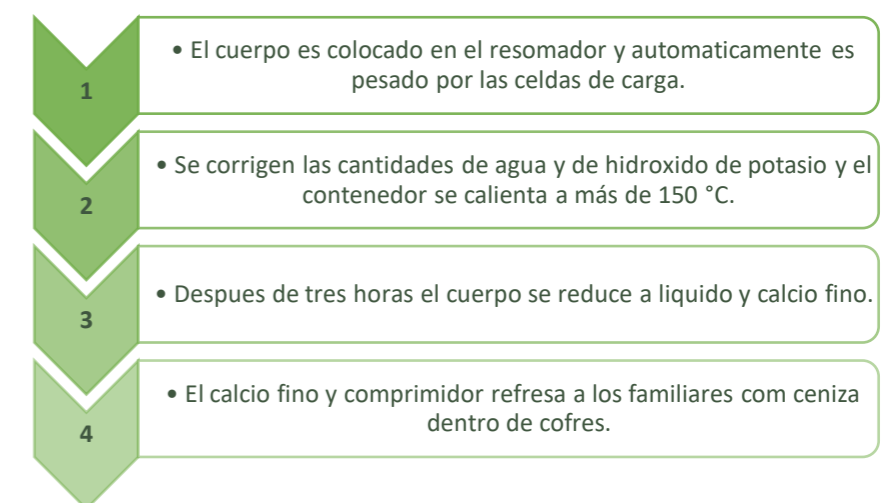 1
• El cuerpo es colocado en el resomador y automaticamente es
pesado por las celdas de carga.
2
• Se corrigen las cantidades de agua y de hidroxido de potasio y el
contenedor se calienta a más de 150 °C.
3
• Despues de tres horas el cuerpo se reduce a liquido y calcio fino.
4
• El calcio fino y comprimidor refresa a los familiares com ceniza
dentro de cofres.